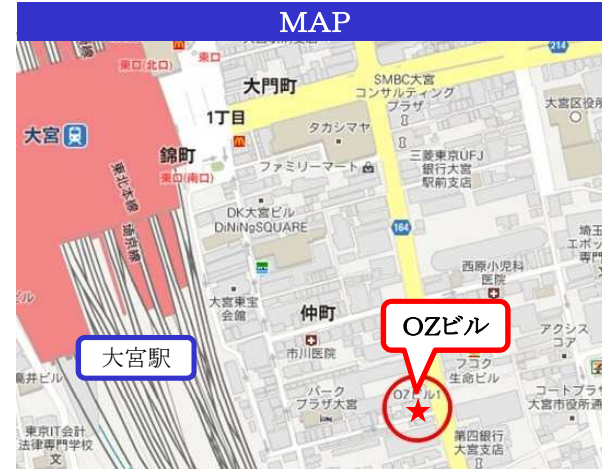 MAP
東口(北口)
東口
214
大門町
SMBC大宮
コンサルティング
プラザ
大宮区役所
1丁目
タカシマヤ
大宮
錦町
東口(南口)
ファミリーマート
三菱東京UFJ
銀行大宮
駅前支店
東北本線
埼京線
DK大宮ビル
DiNiNgSQUARE
164
埼玉
エポッ
専門
西原小児科
医院
大宮東宝
会館
仲町
OZビル
アクシス
コア
大宮駅
市川医院
フコク
生命ビル
高井ビル
パーク
プラザ大宮
OZビル1
コートプラザ
大宮市役所通
東京IT会計
法律専門学校
文
第四銀行
大宮支店